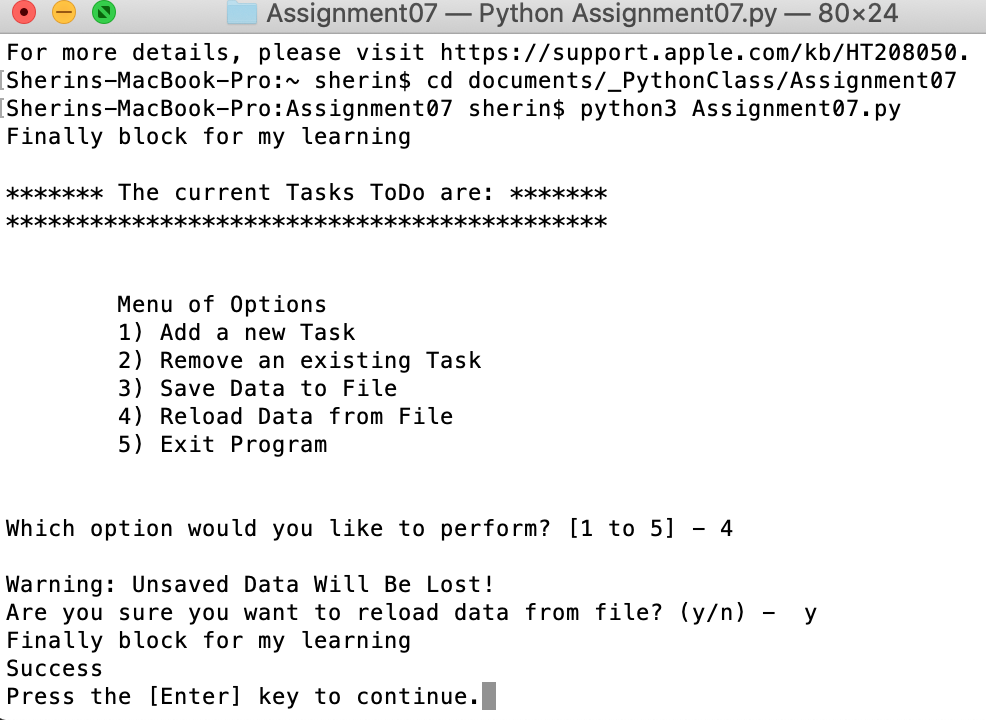 Assignment07 — Python Assignment07.py — 80×24
For more details, please visit https://support.apple.com/kb/HT208050.
[Sherins-MacBook-Pro:~ sherin$ cd documents/_PythonClass/Assignment07
[Sherins-MacBook-Pro:Assignment07 sherin$ python3 Assignment07.py
Finally block for my learning
******* The current Tasks ToDo are: *******
*******************************************
Menu of Options
1) Add a new Task
2) Remove an existing Task
3) Save Data to File
4) Reload Data from File
5) Exit Program
Which option would you like to perform? [1 to 5] - 4
Warning: Unsaved Data Will Be Lost!
Are you sure you want to reload data from file? (y/n) -  y
Finally block for my learning
Success
Press the [Enter] key to continue.